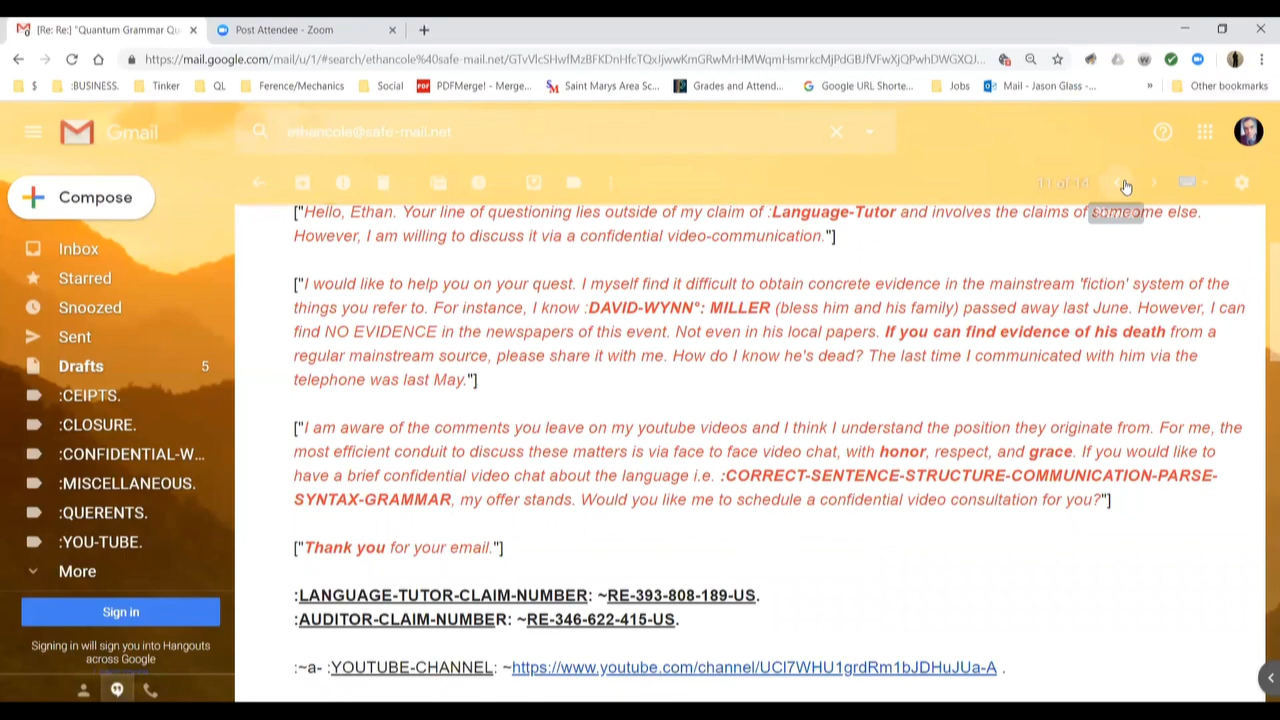 [Re: Re:] "Quantum Grammar Qu
Post Attendee - Zoom
https://mail.google.com/mail/u/1/#search/ethancole%40safe-mail.net/GTvVlcSHwfMzBFKDnHfcTQxJjwwKmGRwMrHMWqmHsmrkcMjPdGBJfVFwXJQPwhDWGXQJ...
$ :BUSINESS. Tinker QL Ference/Mechanics Social PDFMerge! - Merge... Saint Marys Area Sc... Grades and Attend... Google URL Shorte... Jobs Mail - Jason Glass -... » Other bookmarks
Gmail
ethancole@safe-mail.net
11 of 14
Compose
Inbox
Starred
Snoozed
Sent
Drafts 5
:CEIPTS.
:CLOSURE.
:CONFIDENTIAL-W...
:MISCELLANEOUS.
:QUERENTS.
:YOU-TUBE.
More
Sign in
Signing in will sign you into Hangouts
across Google
["Hello, Ethan. Your line of questioning lies outside of my claim of :Language-Tutor and involves the claims of someome else.
However, I am willing to discuss it via a confidential video-communication."]
["I would like to help you on your quest. I myself find it difficult to obtain concrete evidence in the mainstream 'fiction' system of the
things you refer to. For instance, I know :DAVID-WYNN°: MILLER (bless him and his family) passed away last June. However, I can
find NO EVIDENCE in the newspapers of this event. Not even in his local papers. If you can find evidence of his death from a
regular mainstream source, please share it with me. How do I know he's dead? The last time I communicated with him via the
telephone was last May."]
["I am aware of the comments you leave on my youtube videos and I think I understand the position they originate from. For me, the
most efficient conduit to discuss these matters is via face to face video chat, with honor, respect, and grace. If you would like to
have a brief confidential video chat about the language i.e. :CORRECT-SENTENCE-STRUCTURE-COMMUNICATION-PARSE-
SYNTAX-GRAMMAR, my offer stands. Would you like me to schedule a confidential video consultation for you?"]
["Thank you for your email."]
:LANGUAGE-TUTOR-CLAIM-NUMBER: ~RE-393-808-189-US.
:AUDITOR-CLAIM-NUMBER: ~RE-346-622-415-US.
:~a- :YOUTUBE-CHANNEL: ~https://www.youtube.com/channel/UCl7WHU1grdRm1bJDHuJUa-A .